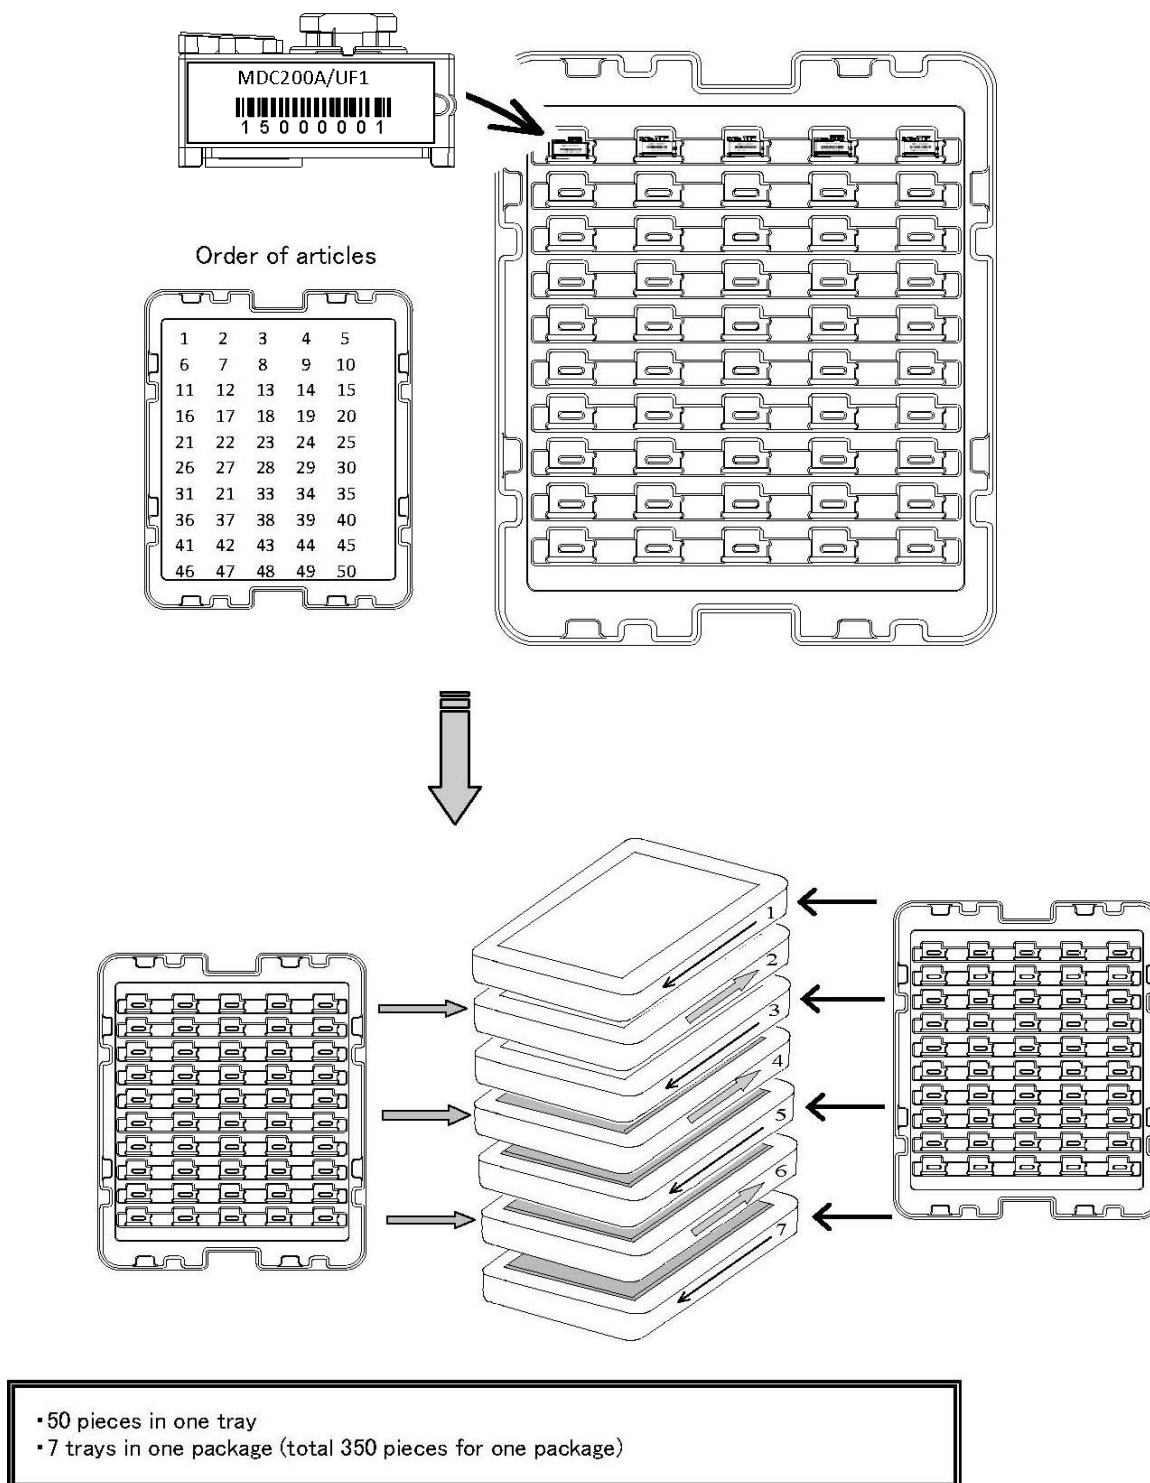 MDC200A/UF1
15000001
Order of articles
1 2 3 4 5
6 7 8 9 10
11 12 13 14 15
16 17 18 19 20
21 22 23 24 25
26 27 28 29 30
31 21 33 34 35
36 37 38 39 40
41 42 43 44 45
46 47 48 49 50
1
2
3
4
5
6
7
・50 pieces in one tray
・7 trays in one package (total 350 pieces for one package)